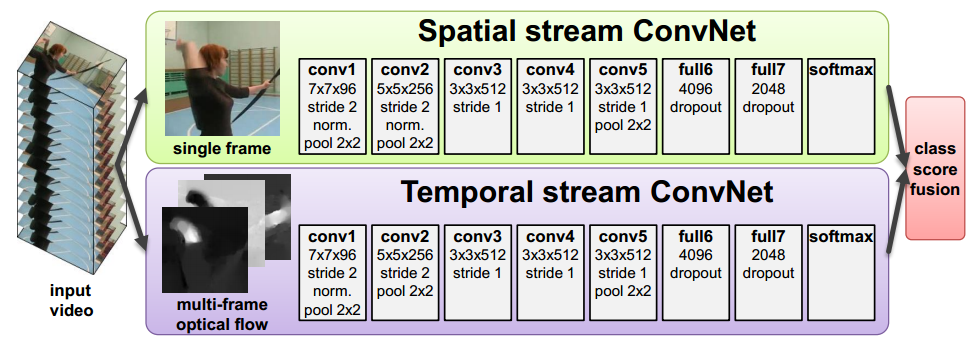 Spatial stream ConvNet
conv1
7x7x96
stride 2
norm.
pool 2x2
conv2
5x5x256
stride 2
norm.
pool 2x2
conv3
3x3x512
stride 1
conv4
3x3x512
stride 1
conv5
3x3x512
stride 1
pool 2x2
full6
4096
dropout
full7
2048
dropout
softmax
single frame
Temporal stream ConvNet
conv1
7x7x96
stride 2
norm.
pool 2x2
conv2
5x5x256
stride 2
pool 2x2
conv3
3x3x512
stride 1
conv4
3x3x512
stride 1
conv5
3x3x512
stride 1
pool 2x2
full6
4096
dropout
full7
2048
dropout
softmax
multi-frame
optical flow
input
video
class
score
fusion